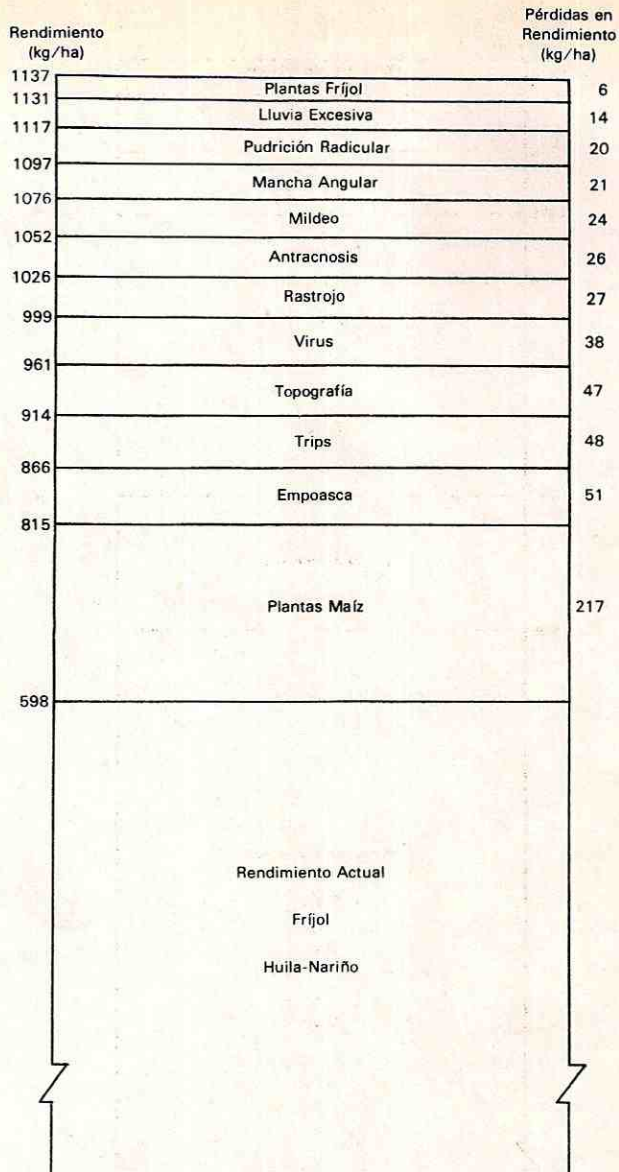 Rendimiento
(kg/ha)
Pérdidas en
Rendimiento
(kg/ha)
1137
Plantas Fríjol 6
1131
Lluvia Excesiva 14
1117
Pudrición Radicular 20
1097
Mancha Angular 21
1076
Mildeo 24
1052
Antracnosis 26
1026
Rastrojo 27
999
Virus 38
961
Topografía 47
914
Trips 48
866
Empoasca 51
815
Plantas Maíz 217
598
Rendimiento Actual
Fríjol
Huila-Nariño